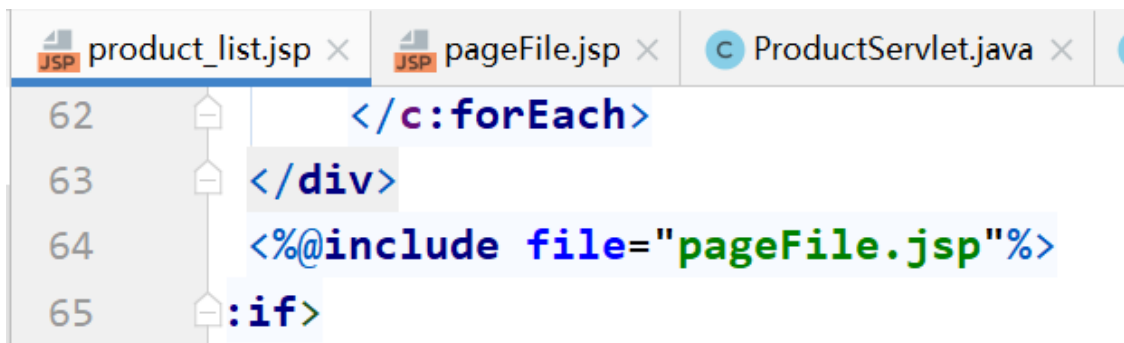 JSP product_list.jsp × JSP pageFile.jsp × C ProductServlet.java ×
62 </c:forEach>
63 </div>
64 <%@include file="pageFile.jsp"%>
65 :if>